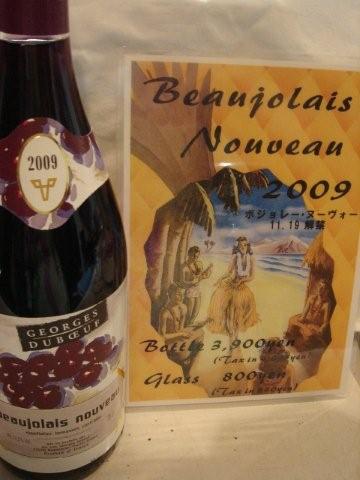 2009
GEORGES
DUBŒUF
beaujolais nouveau
Beaujolais
Nouveau
2009
ボジョレー・ヌーヴォー
11.19 解禁
Bottle 3,900yen
(Tax in
Glass 800yen
(Tax in